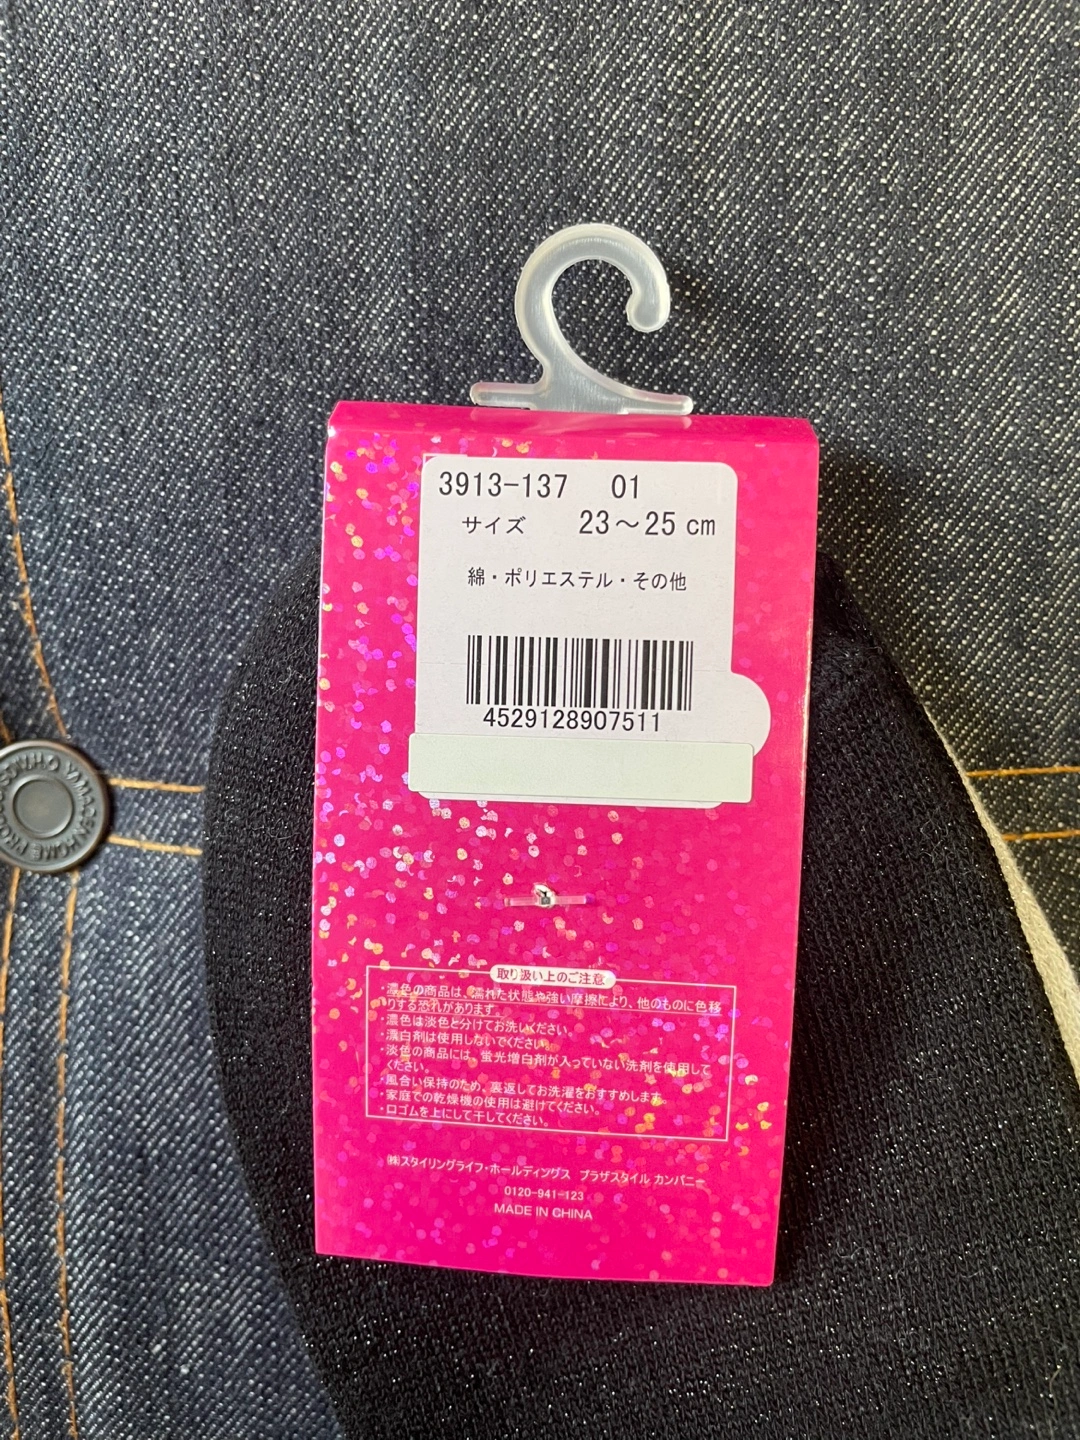 3913-137 01
サイズ 23～25 cm
綿・ポリエステル・その他
4529128907511
取り扱い上のご注意
・濃色の商品は、濡れた状態や強い摩擦により、他のものに色移
りする恐れがあります。
・濃色は淡色と分けてお洗いください。
・漂白剤は使用しないでください。
・淡色の商品には、蛍光増白剤が入っていない洗剤を使用して
ください。
・風合い保持のため、裏返してお洗濯をおすすめします。
・家庭での乾燥機の使用は避けてください。
・口ゴムを上にして干してください。
㈱スタイリングライフ・ホールディングス プラザスタイル カンパニー
0120-941-123
MADE IN CHINA